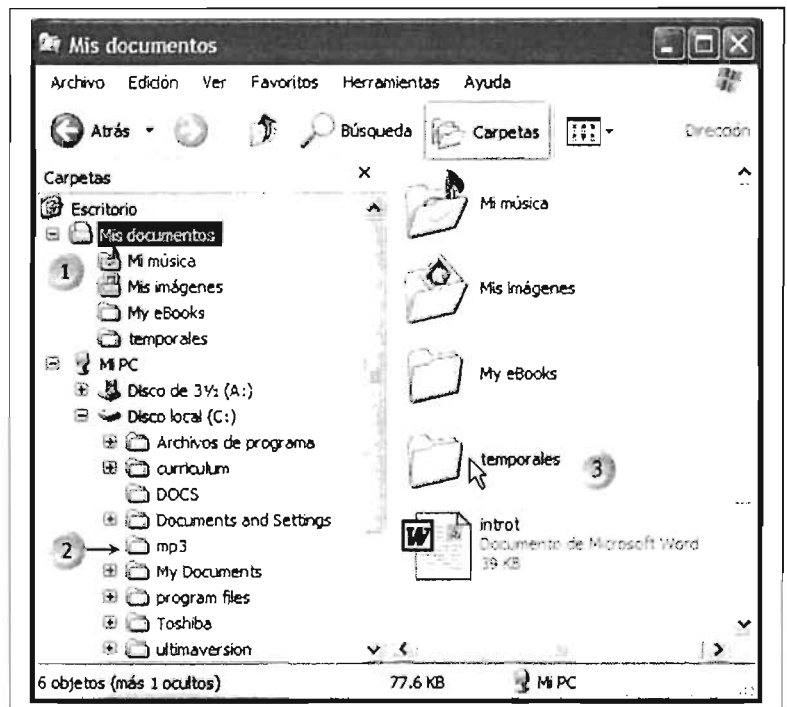 Mis documentos
Archivo Edición Ver Favoritos Herramientas Ayuda
Atrás Búsqueda Carpetas Dirección
Carpetas
Escritorio
Mis documentos
1
Mi música
Mis imágenes
My eBooks
temporales
Mi PC
Disco de 3½ (A:)
Disco local (C:)
Archivos de programa
curriculum
DOCS
Documents and Settings
2 mp3
My Documents
program files
Toshiba
ultimaversion
Mi música
Mis imágenes
My eBooks
temporales 3
W introt
Documento de Microsoft Word
39 KB
6 objetos (más 1 ocultos) 77.6 KB Mi PC